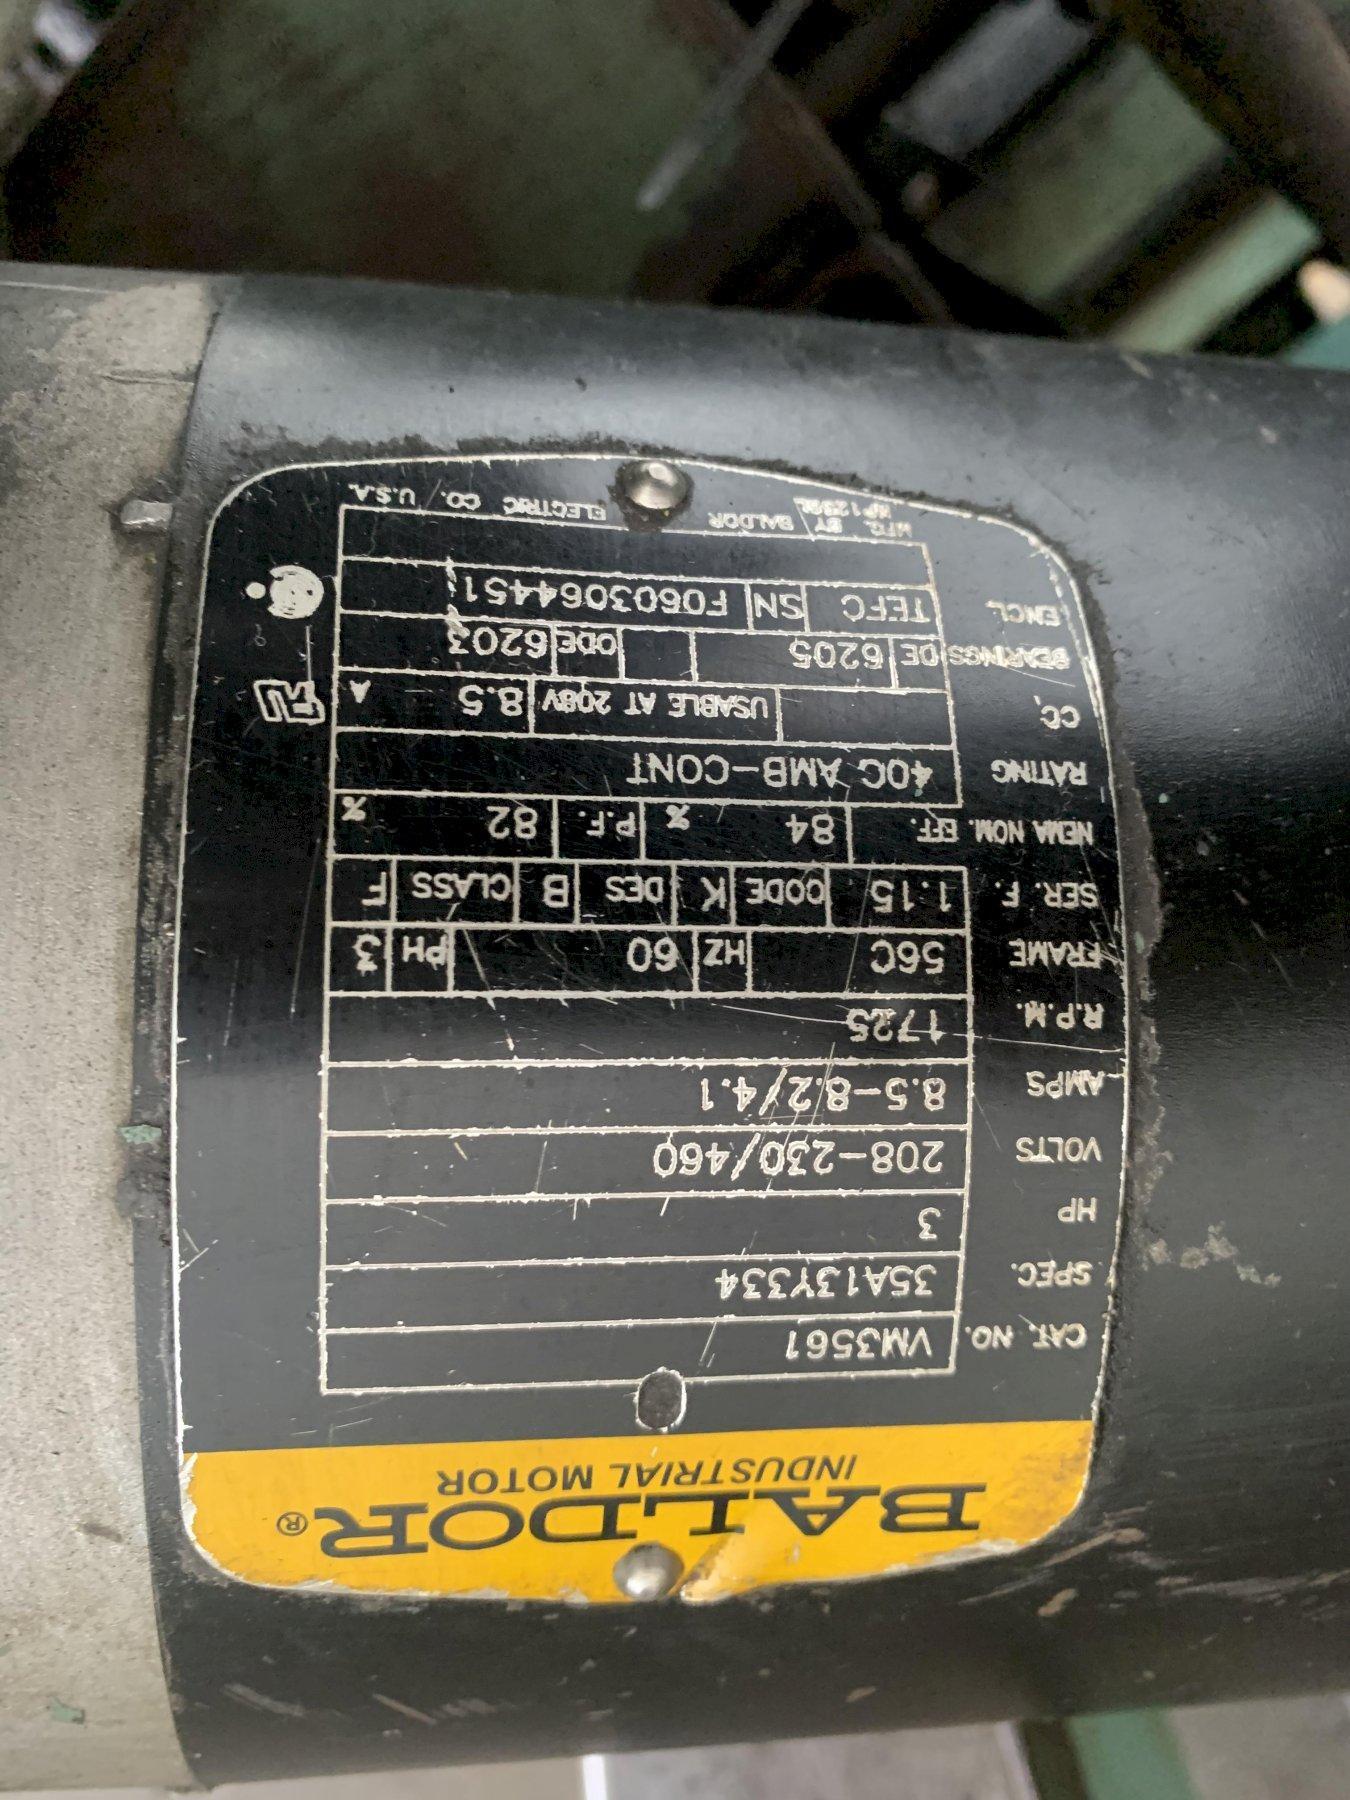 BALDOR®
INDUSTRIAL MOTOR
CAT. NO. VM3561
SPEC. 35A13Y334
HP 3
VOLTS 208-230/460
AMPS 8.5-8.2/4.1
R.P.M. 1725
FRAME 56C HZ 60 PH 3
SER. F. 1.15 CODE K DES B CLASS F
NEMA NOM. EFF. 84 % P.F. 82 %
RATING 40C AMB-CONT
CC. USABLE AT 208V 8.5 A
BEARINGS DE 6205 ODE 6203
ENCL. TEFC SN F0603064451
MFG. BY BALDOR ELECTRIC CO. U.S.A.